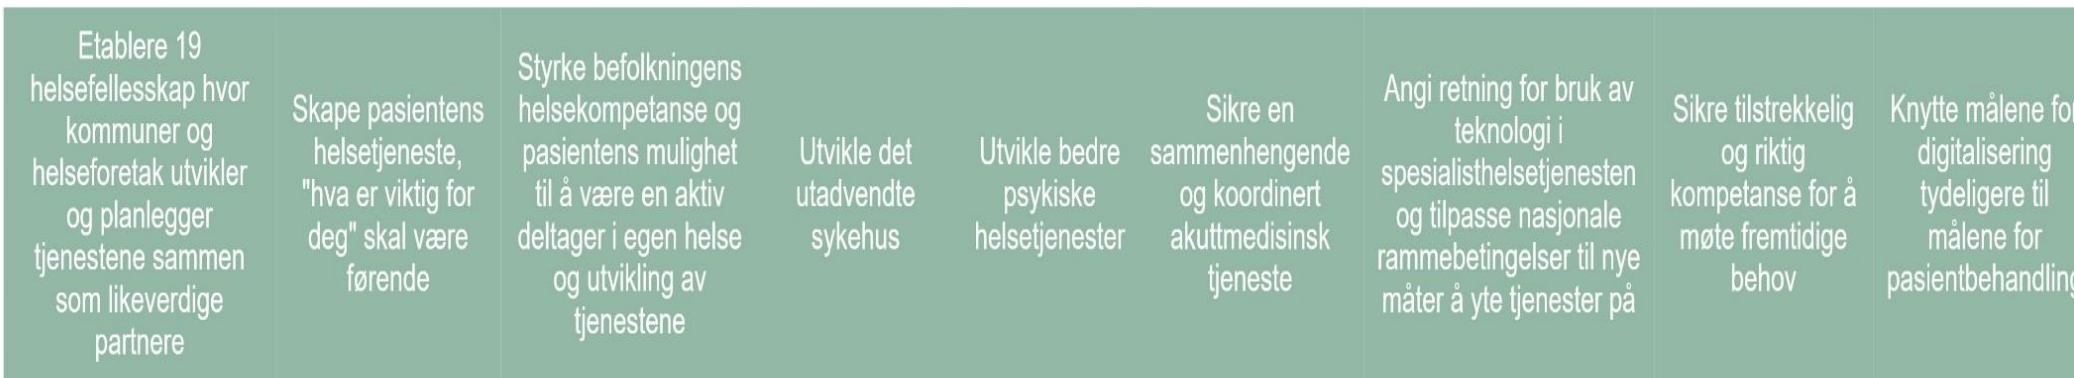 Etablere 19
helsefellesskap hvor
kommuner og
helseforetak utvikler
og planlegger
tjenestene sammen
som likeverdige
partnere
Skape pasientens
helsetjeneste,
"hva er viktig for
deg" skal være
førende
Styrke befolkningens
helsekompetanse og
pasientens mulighet
til å være en aktiv
deltager i egen helse
og utvikling av
tjenestene
Utvikle det
utadvendte
sykehus
Utvikle bedre
psykiske
helsetjenester
Sikre en
sammenhengende
og koordinert
akuttmedisinsk
tjeneste
Angi retning for bruk av
teknologi i
spesialisthelsetjenesten
og tilpasse nasjonale
rammebetingelser til nye
måter å yte tjenester på
Sikre tilstrekkelig
og riktig
kompetanse for å
møte fremtidige
behov
Knytte målene for
digitalisering
tydeligere til
målene for
pasientbehandling